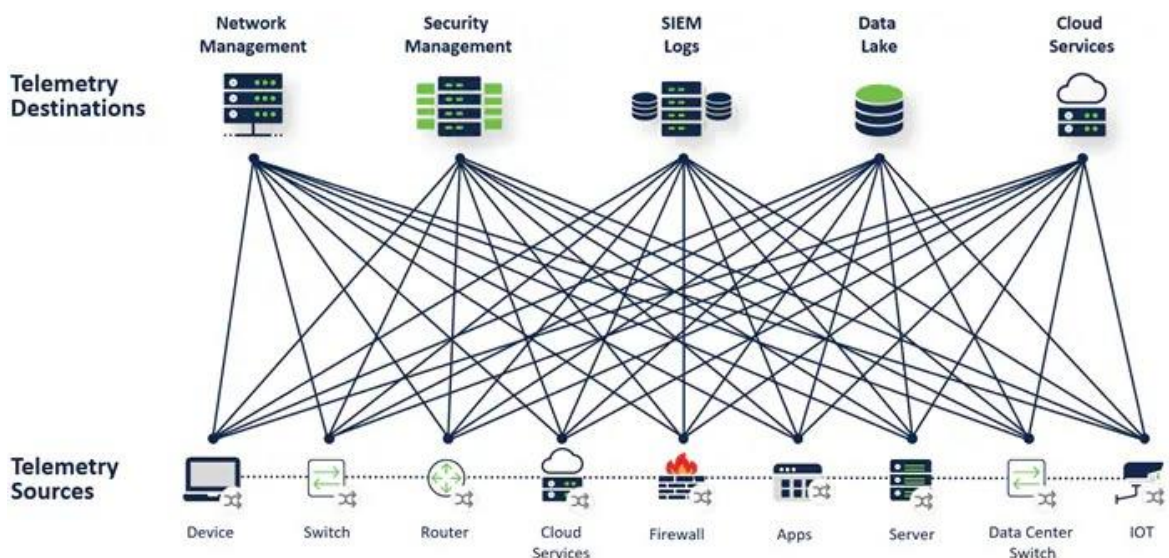 Network
Management
Security
Management
SIEM
Logs
Data
Lake
Cloud
Services
Telemetry
Destinations
Telemetry
Sources
Device
Switch
Router
Cloud
Services
Firewall
Apps
Server
Data Center
Switch
IOT